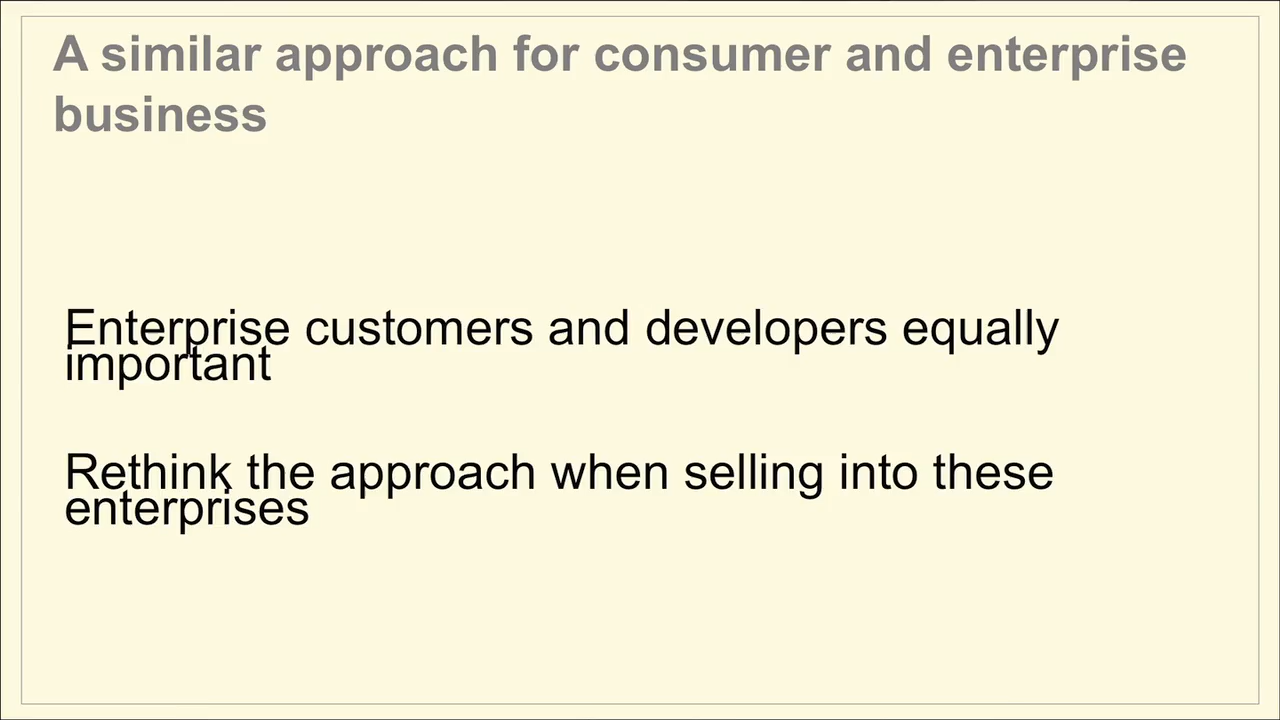 A similar approach for consumer and enterprise
business
Enterprise customers and developers equally
important
Rethink the approach when selling into these
enterprises